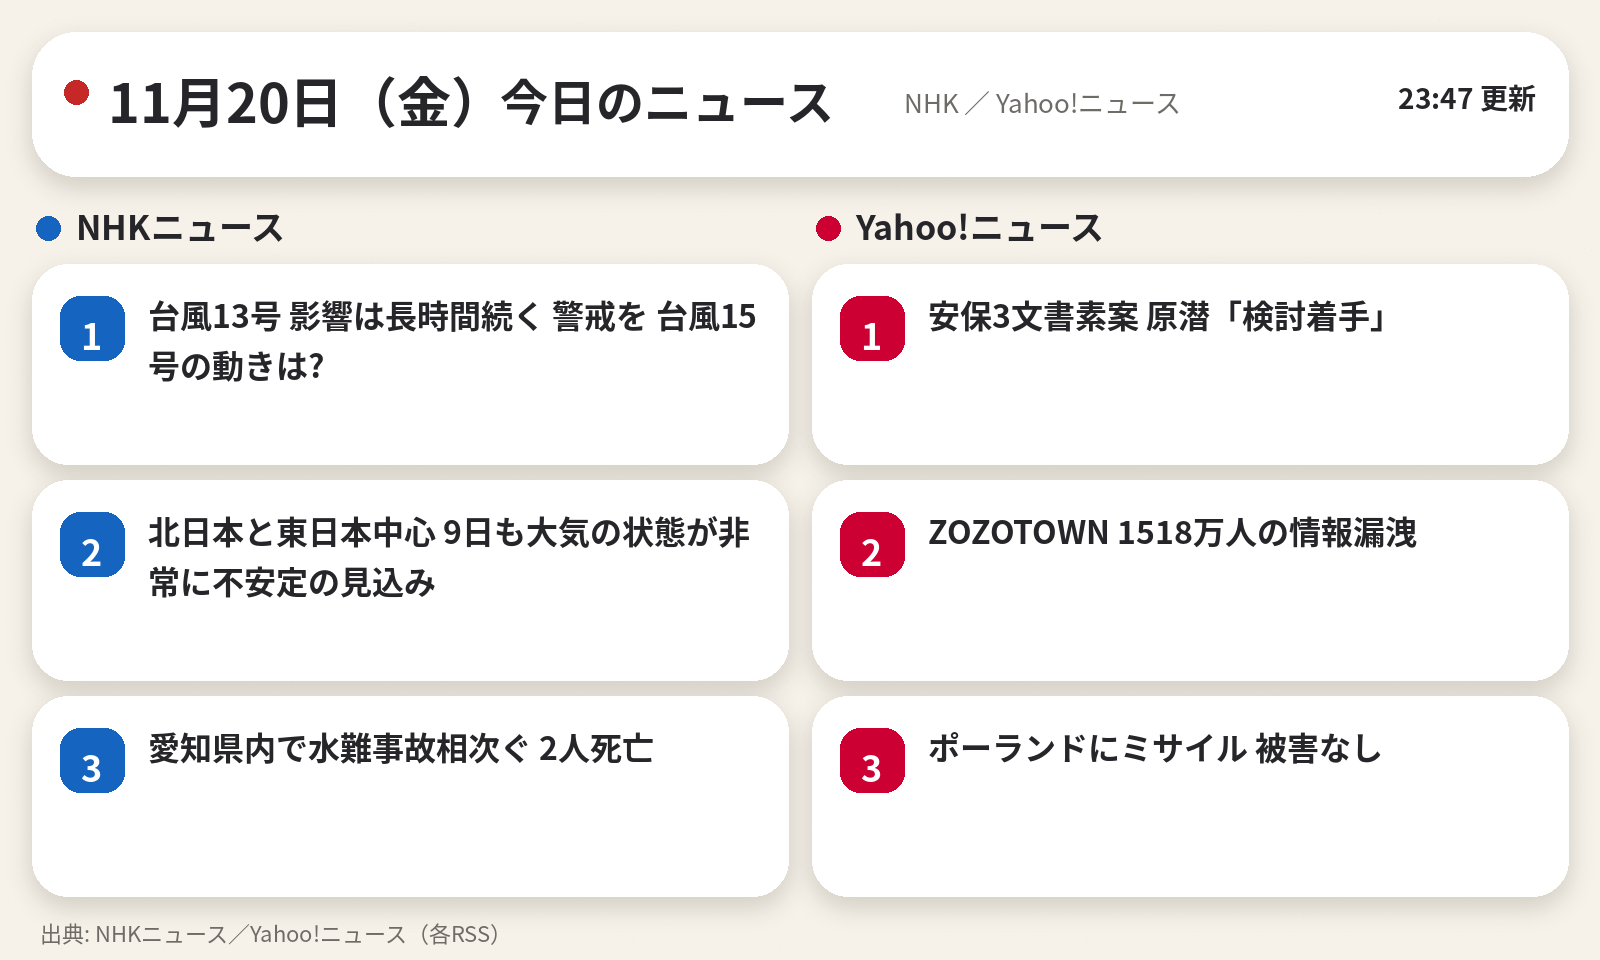 11月20日（金）今日のニュース
NHK ／ Yahoo!ニュース
23:47 更新
NHKニュース
1
台風13号 影響は長時間続く 警戒を 台風15
号の動きは?
2
北日本と東日本中心 9日も大気の状態が非
常に不安定の見込み
3
愛知県内で水難事故相次ぐ 2人死亡
Yahoo!ニュース
1
安保3文書素案 原潜「検討着手」
2
ZOZOTOWN 1518万人の情報漏洩
3
ポーランドにミサイル 被害なし
出典: NHKニュース／Yahoo!ニュース（各RSS）